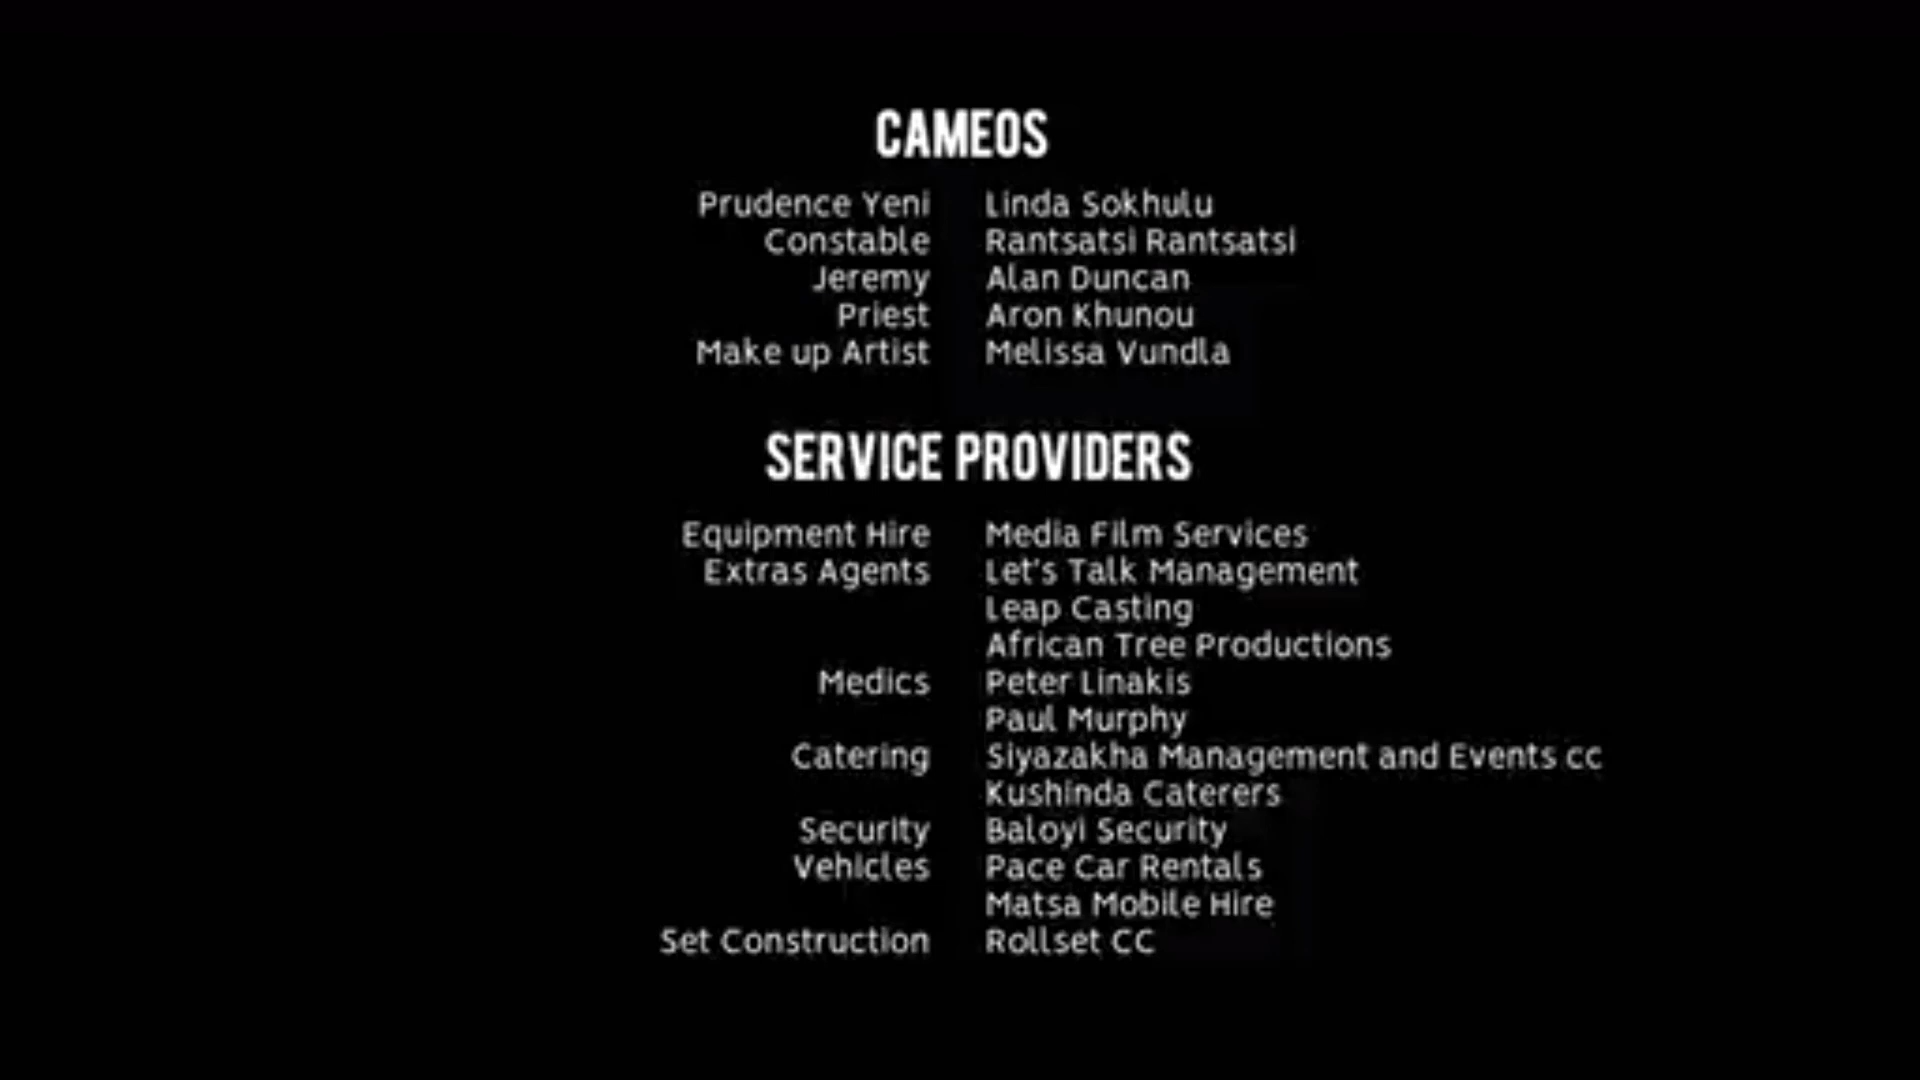 CAMEOS
Prudence Yeni Linda Sokhulu
Constable Rantsatsi Rantsatsi
Jeremy Alan Duncan
Priest Aron Khunou
Make up Artist Melissa Vundla
SERVICE PROVIDERS
Equipment Hire Media Film Services
Extras Agents Let's Talk Management
Leap Casting
African Tree Productions
Medics Peter Linakis
Paul Murphy
Catering Siyazakha Management and Events cc
Kushinda Caterers
Security Baloyi Security
Vehicles Pace Car Rentals
Matsa Mobile Hire
Set Construction Rollset CC